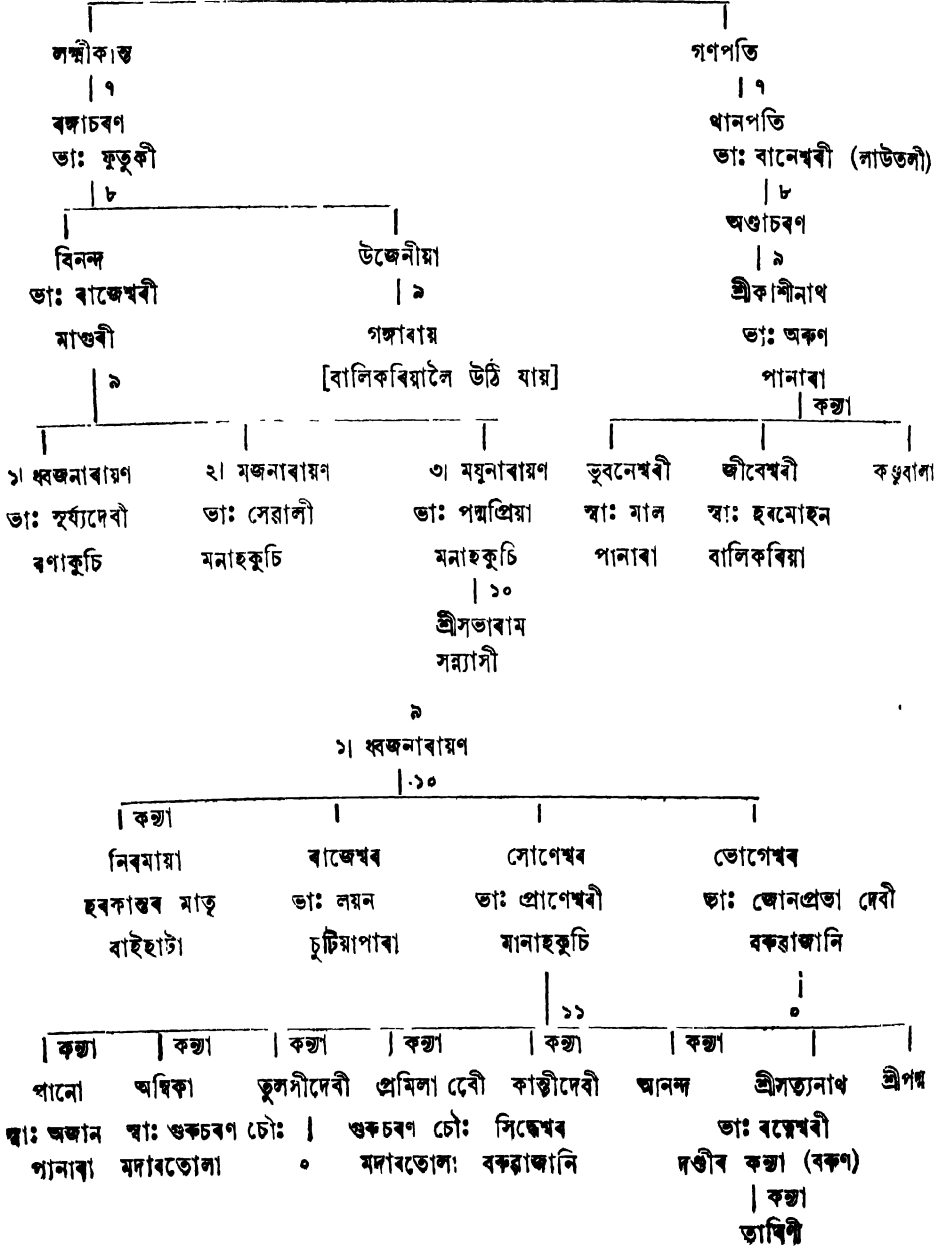 লক্ষ্মীকান্ত গণপতি
৭ ৭
ৰঙ্গাচৰণ থানপতি
ভাঃ ফুতুকী ভাঃ বানেশ্বৰী (লাউতলী)
৮ ৮
অণ্ডাচৰণ
বিনন্দ উজেনীয়া ৯
ভাঃ ৰাজেশ্বৰী ৯ শ্ৰীকাশীনাথ
মাগুৰী গঙ্গাৰায় ভাঃ অৰুণ
৯ [বালিকৰিয়ালৈ উঠি যায়] পানাৰা
কন্যা
১। ধ্বজনাৰায়ণ ২। মজনাৰায়ণ ৩। মযুনাৰায়ণ ভুবনেশ্বৰী জীবেশ্বৰী কণ্ডুবালা
ভাঃ সূৰ্য্যদেবী ভাঃ সেৱালী ভাঃ পদ্মপ্ৰিয়া স্বাঃ মাল স্বাঃ হৰমোহন
ৰণাকুচি মনাহকুচি মনাহকুচি পানাৰা বালিকৰিয়া
১০
শ্ৰীসভাৰাম
সন্ন্যাসী
৯
১। ধ্বজনাৰায়ণ
১০
কন্যা
নিৰমায়া ৰাজেশ্বৰ সোণেশ্বৰ ভোগেশ্বৰ
হৰকান্তৰ মাতৃ ভাঃ লয়ন ভাঃ প্ৰাণেশ্বৰী ভাঃ জোনপ্ৰভা দেবী
বাইহাটা চুটিয়াপাৰা মানাহকুচি বৰুৱাজানি
১১ ০
কন্যা কন্যা কন্যা কন্যা কন্যা কন্যা
পানো অম্বিকা তুলসীদেবী প্ৰমিলা দেবী কান্তীদেবী আনন্দ শ্ৰীসত্যনাথ শ্ৰীপদ্ম
স্বাঃ অজান স্বাঃ গুৰুচৰণ চৌঃ গুৰুচৰণ চৌঃ সিদ্ধেশ্বৰ ভাঃ ৰত্নেশ্বৰী
পানাৰা মদাৰতোলা ০ মদাৰতোলা বৰুৱাজানি দণ্ডীৰ কন্যা (বৰুণ)
কন্যা
তাৰিণী